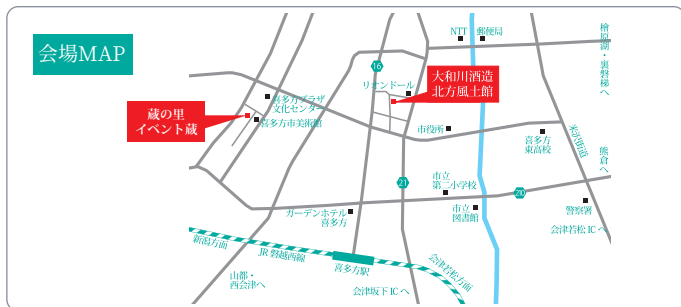 会場MAP
NTT
郵便局
檜原湖・裏磐梯へ
16
リオンドール
大和川酒造
北方風土館
喜多方プラザ
文化センター
蔵の里
イベント蔵
喜多方市美術館
市役所
喜多方
東高校
米沢街道
熊倉へ
21
市立
第二小学校
20
ガーデンホテル
喜多方
市立
図書館
警察署
会津若松 IC へ
新潟方面
JR 磐越西線
喜多方駅
会津若松方面
山都・
西会津へ
会津坂下 IC へ